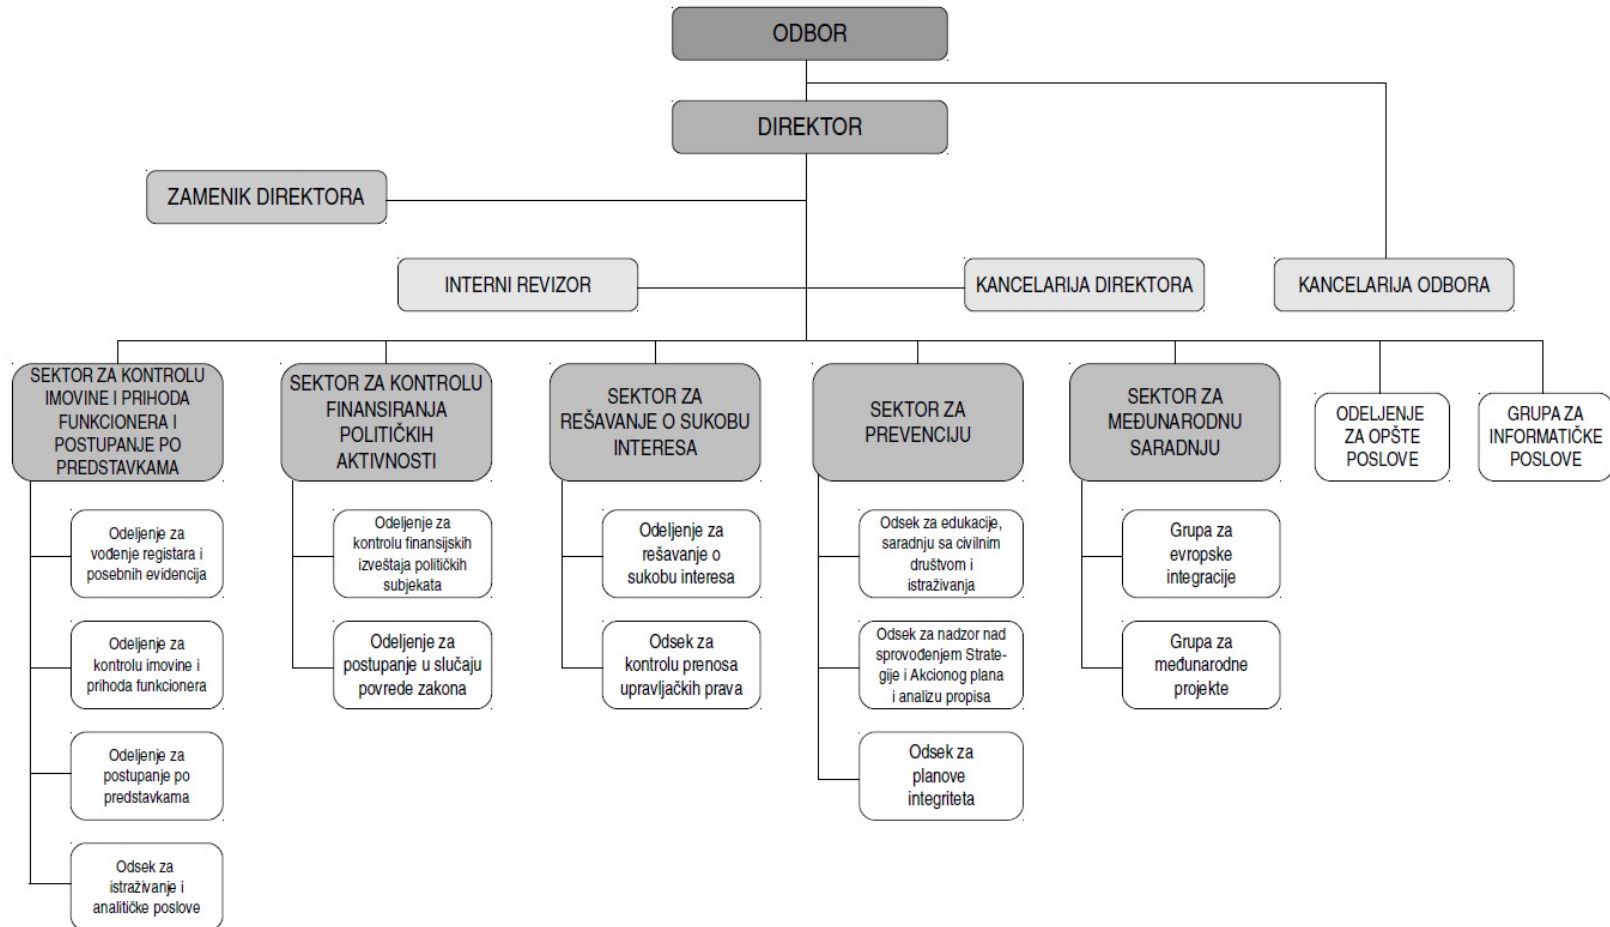 ODBOR
DIREKTOR
ZAMENIK DIREKTORA
INTERNI REVIZOR
KANCELARIJA DIREKTORA
KANCELARIJA ODBORA
SEKTOR ZA KONTROLU
IMOVINE I PRIHODA
FUNKCIONERA I
POSTUPANJE PO
PREDSTAVKAMA
SEKTOR ZA KONTROLU
FINANSIRANJA
POLITIČKIH
AKTIVNOSTI
SEKTOR ZA
REŠAVANJE O SUKOBU
INTERESA
SEKTOR ZA
PREVENCIJU
SEKTOR ZA
MEĐUNARODNU
SARADNJU
ODELJENJE
ZA OPŠTE
POSLOVE
GRUPA ZA
INFORMATIČKE
POSLOVE
Odeljenje za
vođenje registara i
posebnih evidencija
Odeljenje za
kontrolu imovine i
prihoda funkcionera
Odeljenje za
postupanje po
predstavkama
Odsek za
istraživanje i
analitičke poslove
Odeljenje za
kontrolu finansijskih
izveštaja političkih
subjekata
Odeljenje za
postupanje u slučaju
povrede zakona
Odeljenje za
rešavanje o
sukobu interesa
Odsek za
kontrolu prenosa
upravljačkih prava
Odsek za edukacije,
saradnju sa civilnim
društvom i
istraživanja
Odsek za nadzor nad
sprovođenjem Strate-
gije i Akcionog plana
i analizu propisa
Odsek za
planove
integriteta
Grupa za
evropske
integracije
Grupa za
međunarodne
projekte